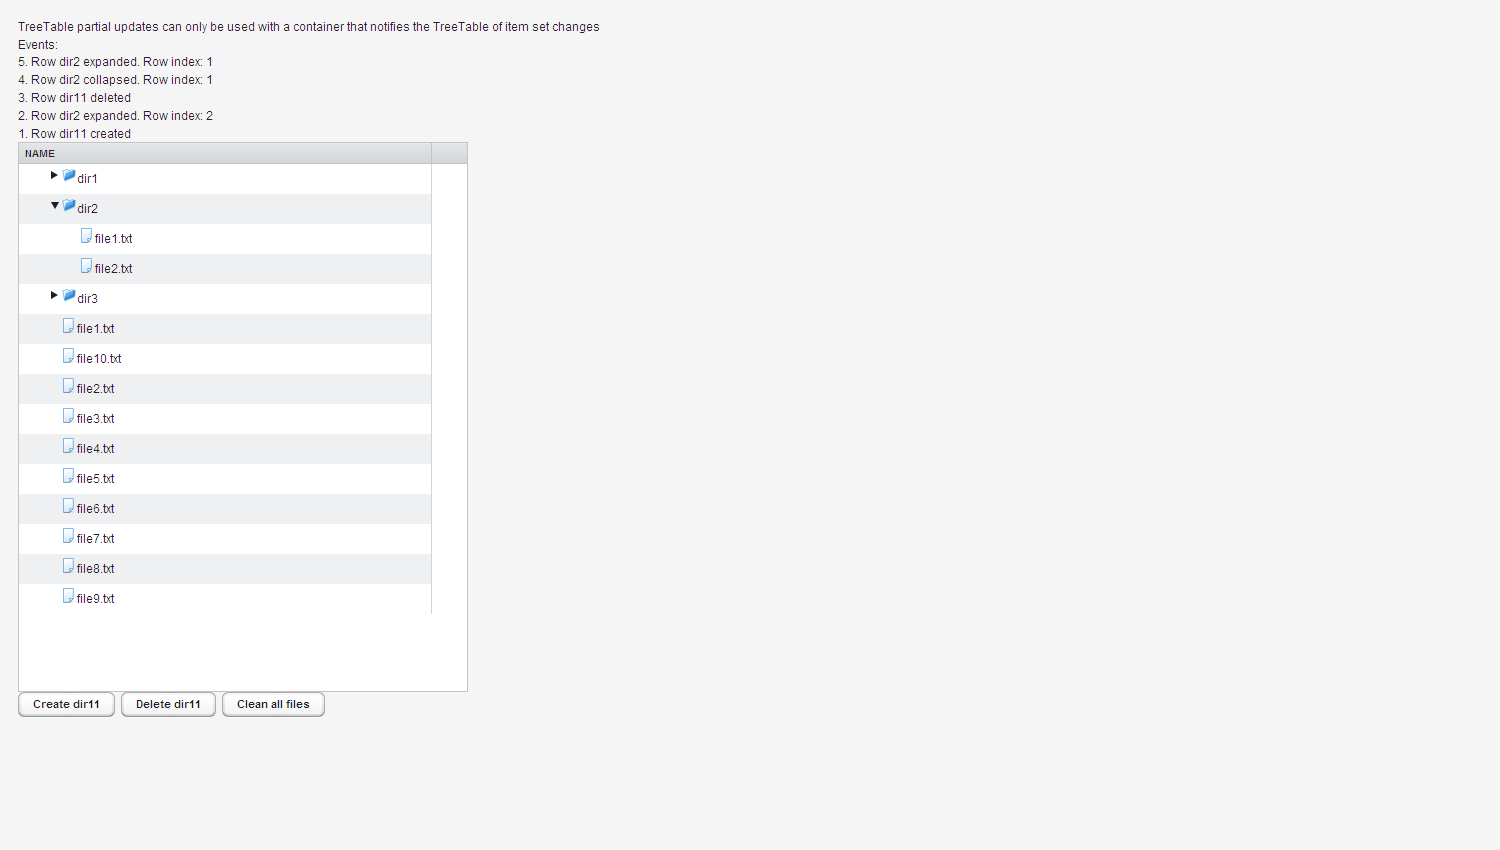 TreeTable partial updates can only be used with a container that notifies the TreeTable of item set changes
Events:
5. Row dir2 expanded. Row index: 1
4. Row dir2 collapsed. Row index: 1
3. Row dir11 deleted
2. Row dir2 expanded. Row index: 2
1. Row dir11 created
NAME
dir1
dir2
file1.txt
file2.txt
dir3
file1.txt
file10.txt
file2.txt
file3.txt
file4.txt
file5.txt
file6.txt
file7.txt
file8.txt
file9.txt
Create dir11 Delete dir11 Clean all files